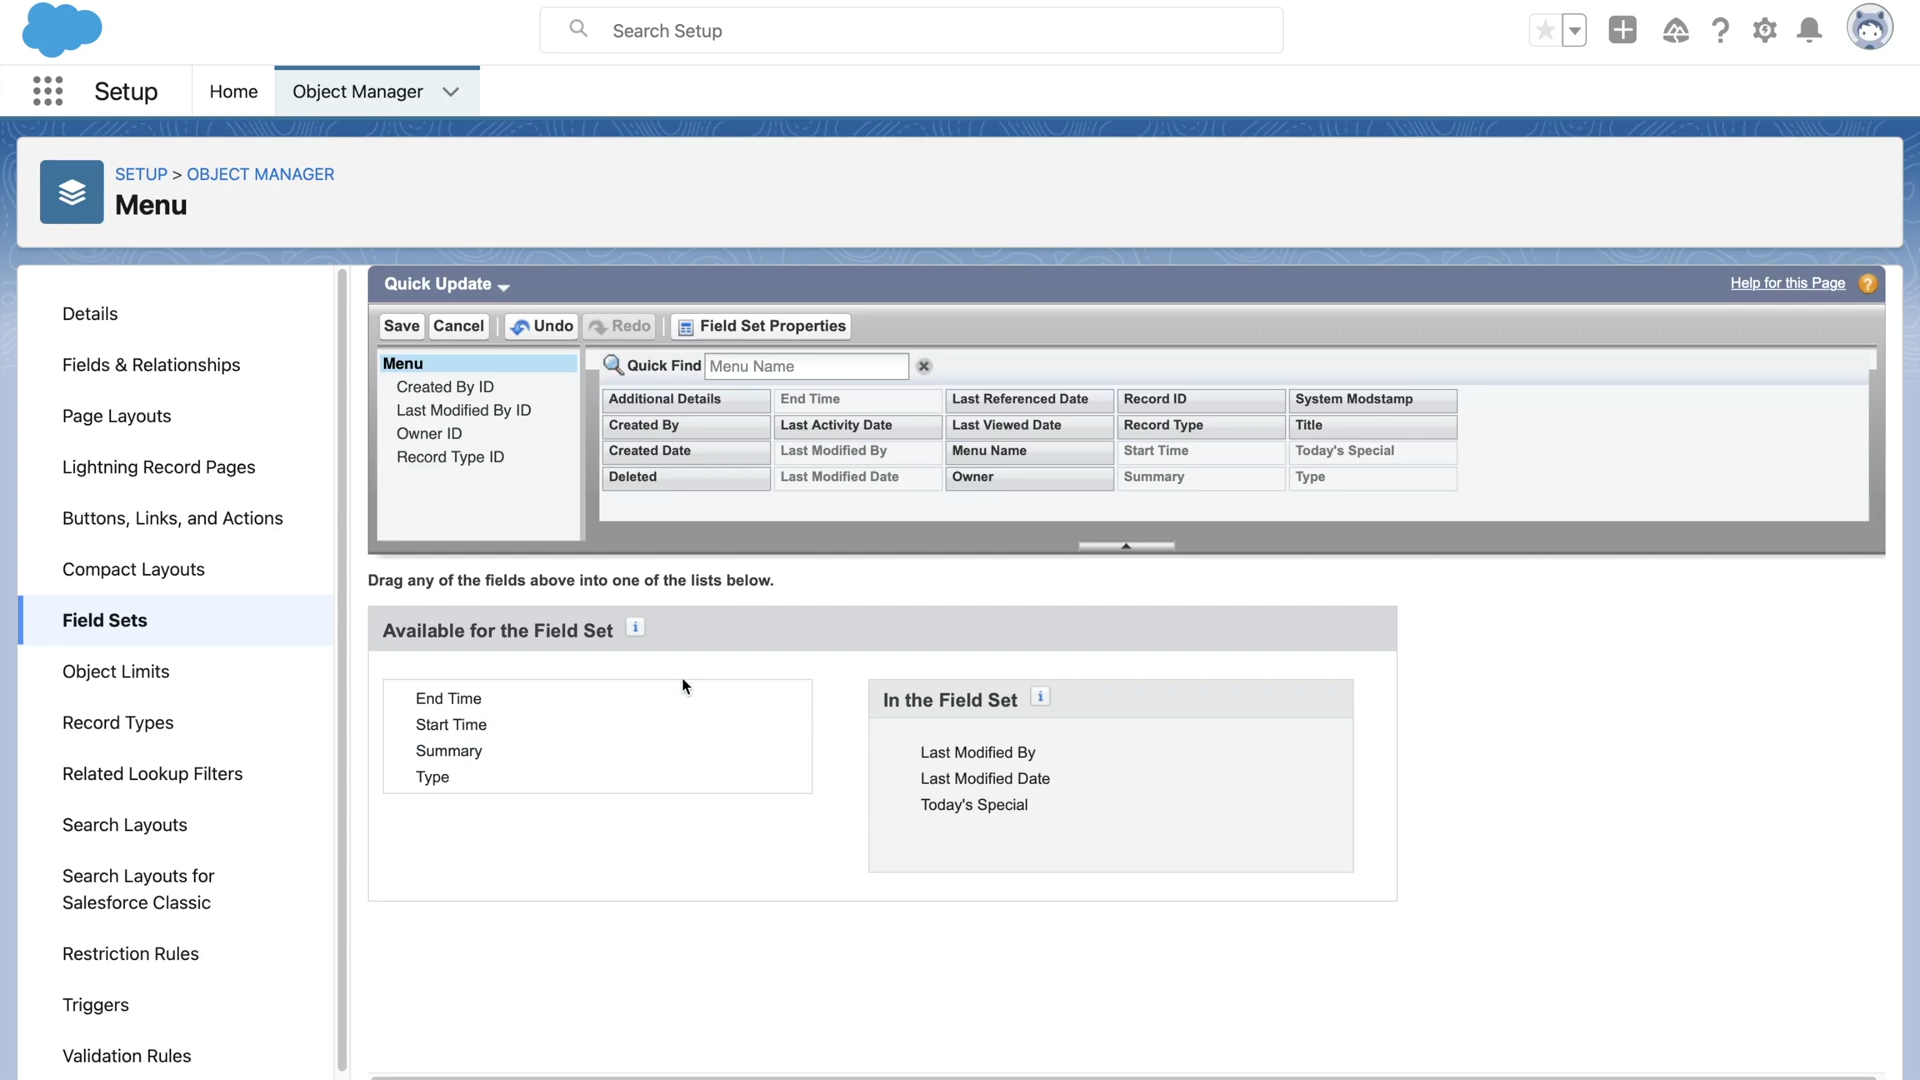 Search Setup
Setup
Home
Object Manager
SETUP > OBJECT MANAGER
Menu
Details
Fields & Relationships
Page Layouts
Lightning Record Pages
Buttons, Links, and Actions
Compact Layouts
Field Sets
Object Limits
Record Types
Related Lookup Filters
Search Layouts
Search Layouts for
Salesforce Classic
Restriction Rules
Triggers
Validation Rules
Quick Update
Help for this Page ?
Save Cancel Undo Redo Field Set Properties
Menu
Created By ID
Last Modified By ID
Owner ID
Record Type ID
Quick Find Menu Name
Additional Details End Time Last Referenced Date Record ID System Modstamp
Created By Last Activity Date Last Viewed Date Record Type Title
Created Date Last Modified By Menu Name Start Time Today's Special
Deleted Last Modified Date Owner Summary Type
Drag any of the fields above into one of the lists below.
Available for the Field Set i
End Time
Start Time
Summary
Type
In the Field Set i
Last Modified By
Last Modified Date
Today's Special